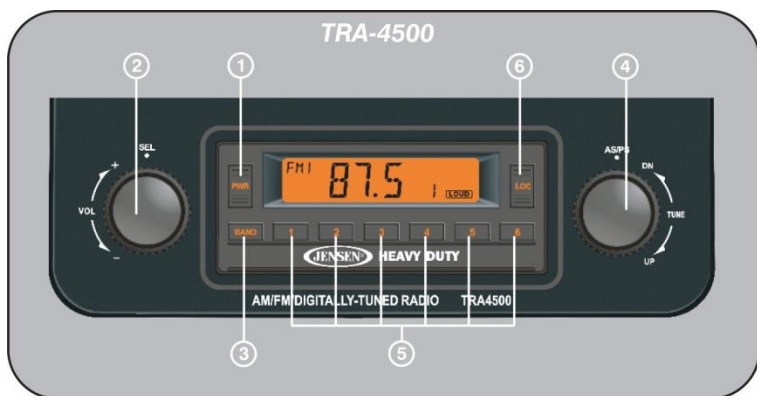 TRA-4500
2 1 6 4
SEL AS/PS
+ DN
PWR FM1 87.5 1 LOUD LOC
VOL TUNE
BAND 1 2 3 4 5 6
−
UP
JENSEN® HEAVY DUTY
AM/FM/DIGITALLY-TUNED RADIO TRA4500
3 5